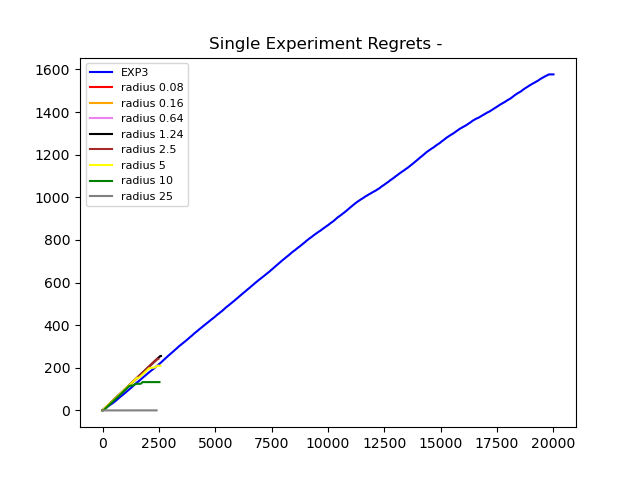 Single Experiment Regrets -
1600
1400
1200
1000
800
600
400
200
0
EXP3
radius 0.08
radius 0.16
radius 0.64
radius 1.24
radius 2.5
radius 5
radius 10
radius 25
0 2500 5000 7500 10000 12500 15000 17500 20000